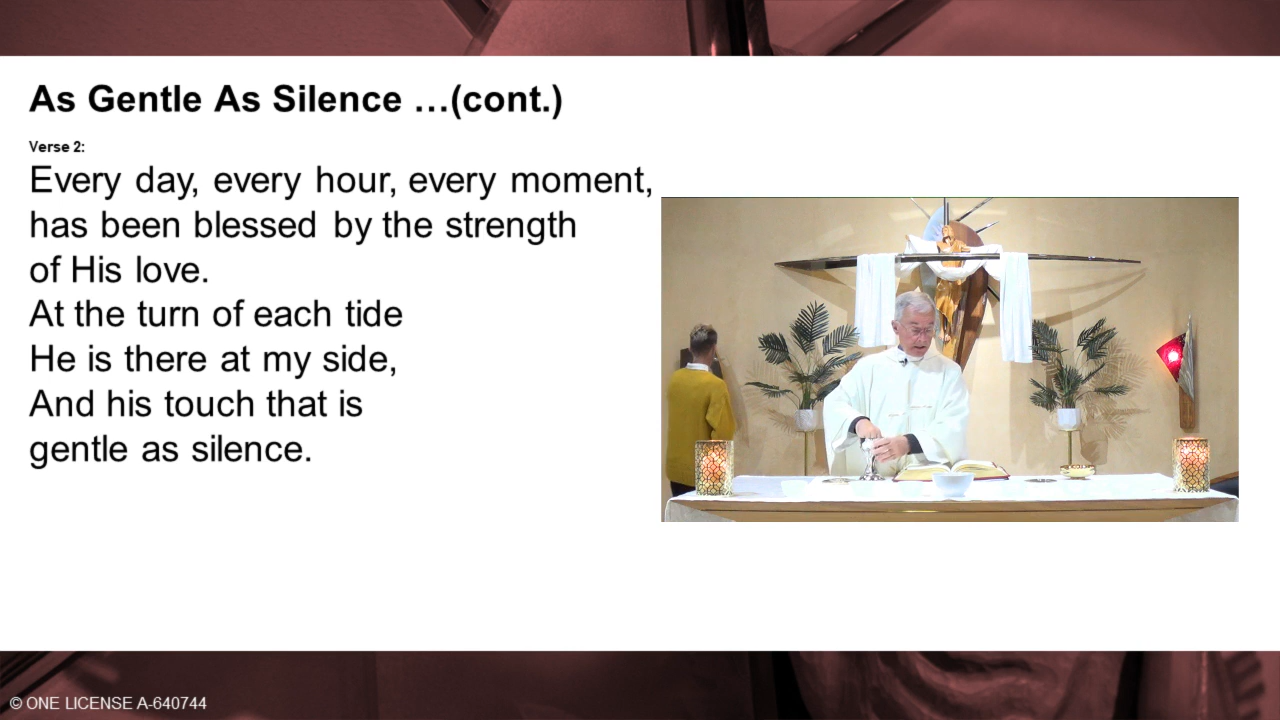 As Gentle As Silence …(cont.)
Verse 2:
Every day, every hour, every moment,
has been blessed by the strength
of His love.
At the turn of each tide
He is there at my side,
And his touch that is
gentle as silence.
© ONE LICENSE A-640744